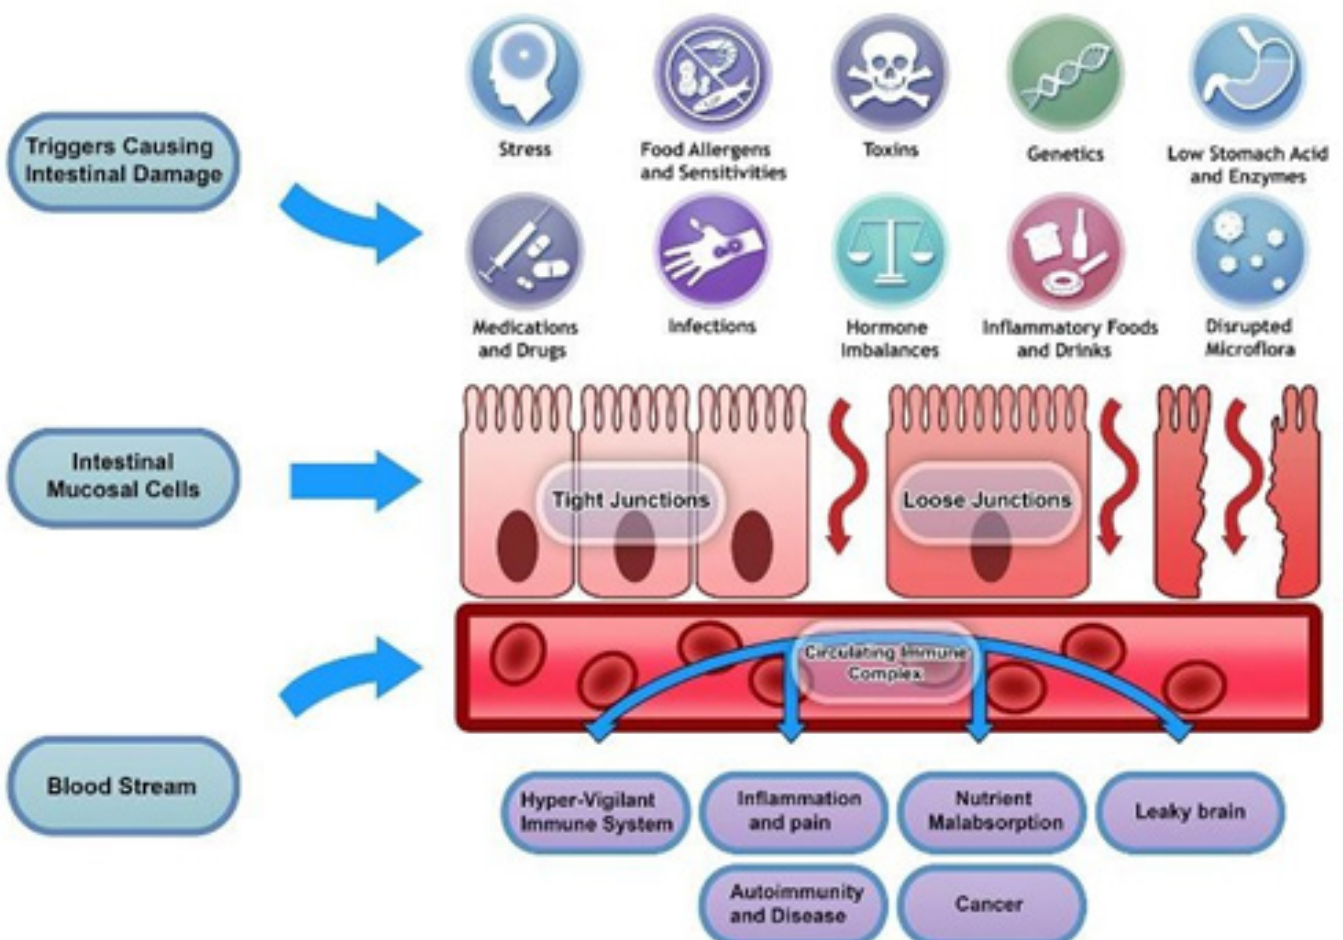 Triggers Causing
Intestinal Damage
Stress
Food Allergens
and Sensitivities
Toxins
Genetics
Low Stomach Acid
and Enzymes
Medications
and Drugs
Infections
Hormone
Imbalances
Inflammatory Foods
and Drinks
Disrupted
Microflora
Intestinal
Mucosal Cells
Tight Junctions
Loose Junctions
Blood Stream
Circulating Immune
Complex
Hyper-Vigilant
Immune System
Inflammation
and pain
Nutrient
Malabsorption
Leaky brain
Autoimmunity
and Disease
Cancer